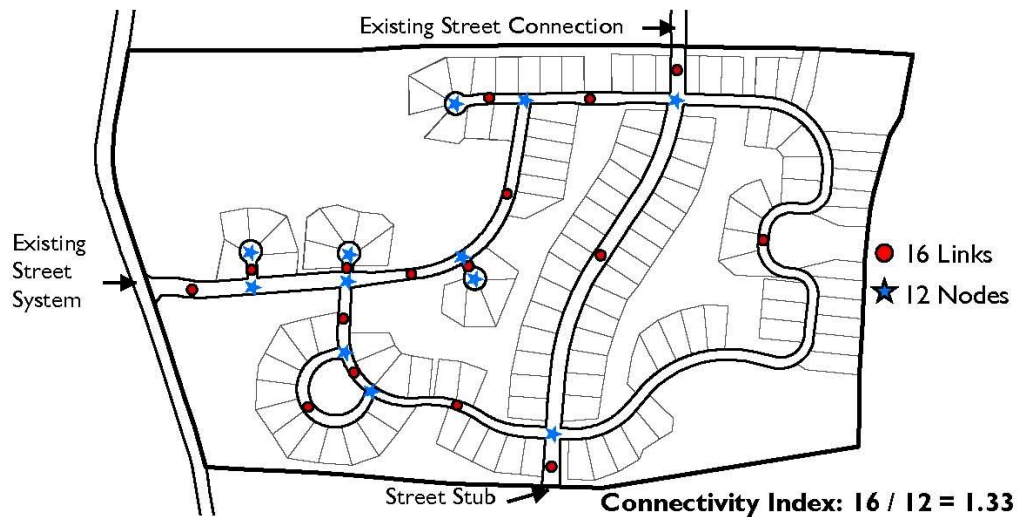 Existing Street Connection
Existing
Street
System
16 Links
12 Nodes
Street Stub
Connectivity Index: 16 / 12 = 1.33